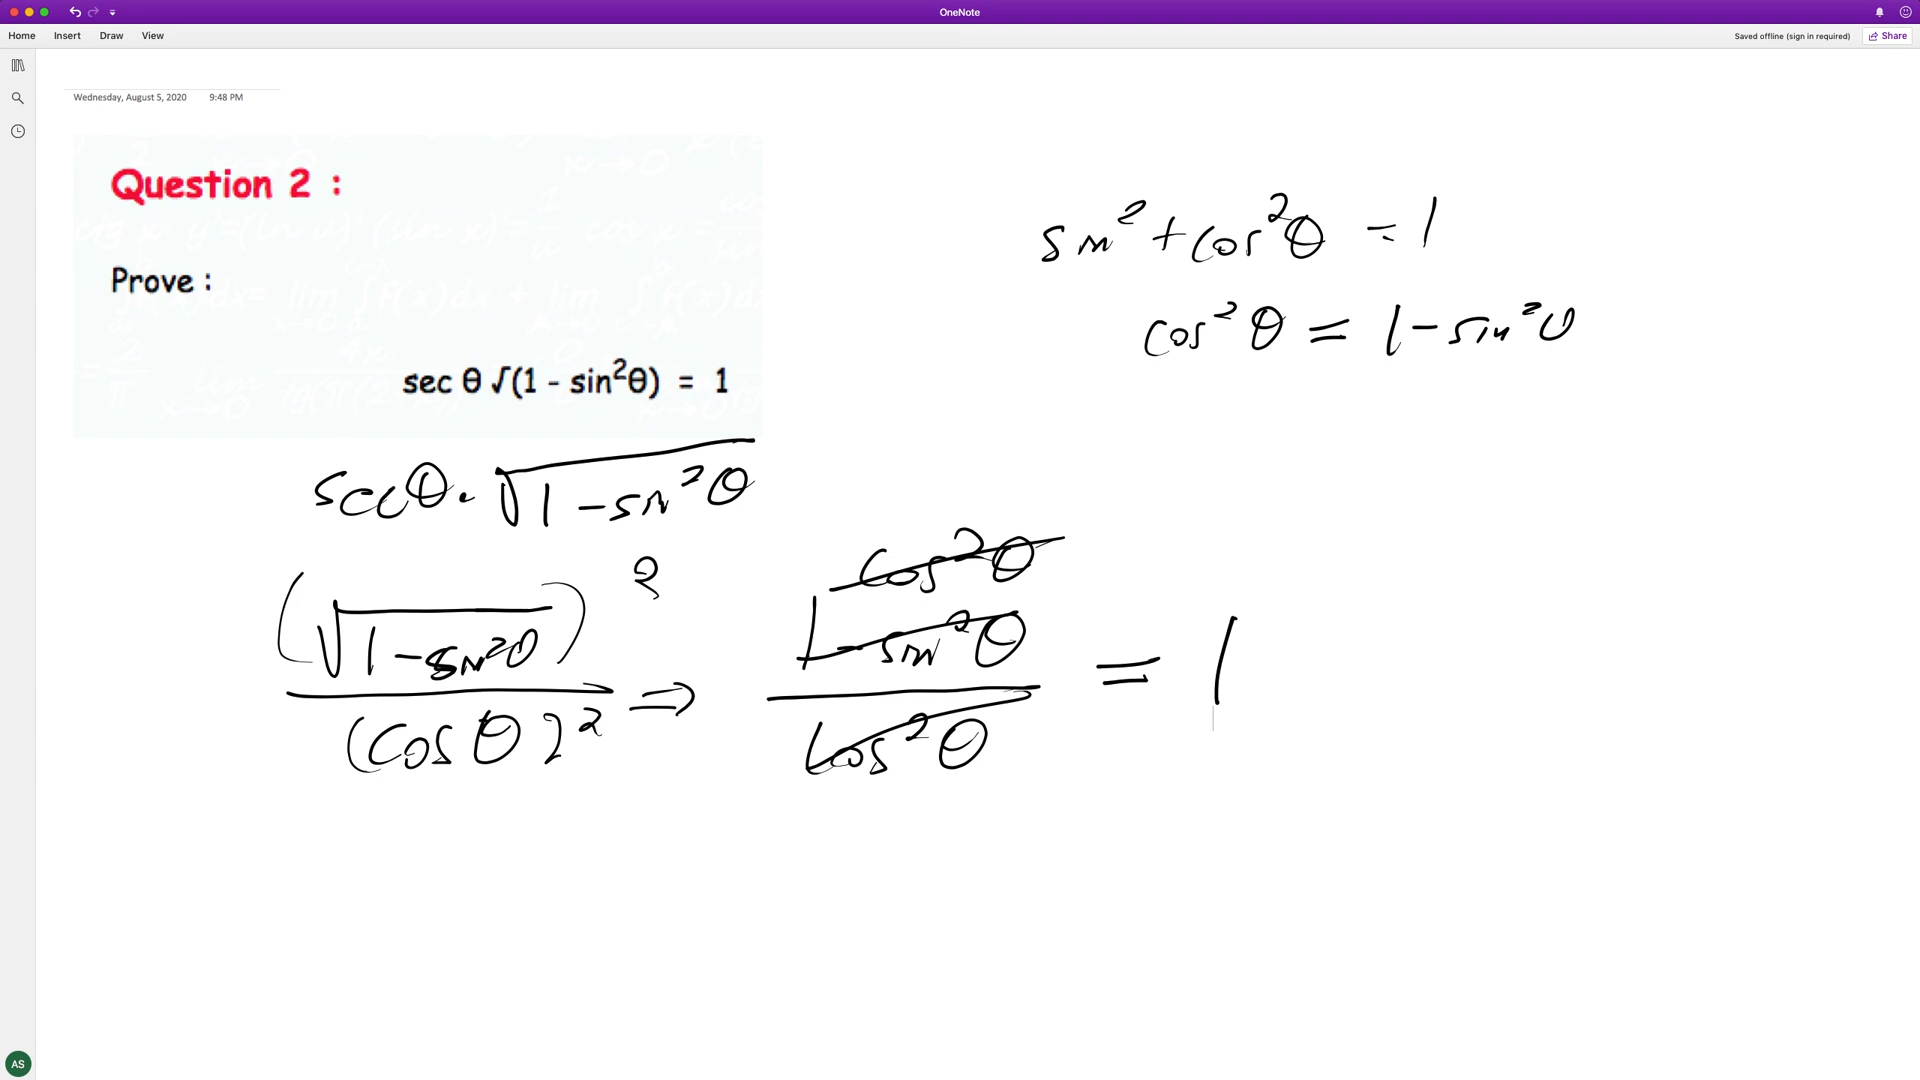 OneNote
Home Insert Draw View
Saved offline (sign in required) Share
Wednesday, August 5, 2020 9:48 PM
Question 2 :
Prove :
sec θ √(1 - sin²θ) = 1
sin² + cos²θ = 1
cos²θ = 1 - sin²θ
secθ . √1 - sin²θ
(√1 - sin²θ)²
(cosθ)²
⇒
cos²θ
1 - sin²θ
cos²θ
= 1
AS